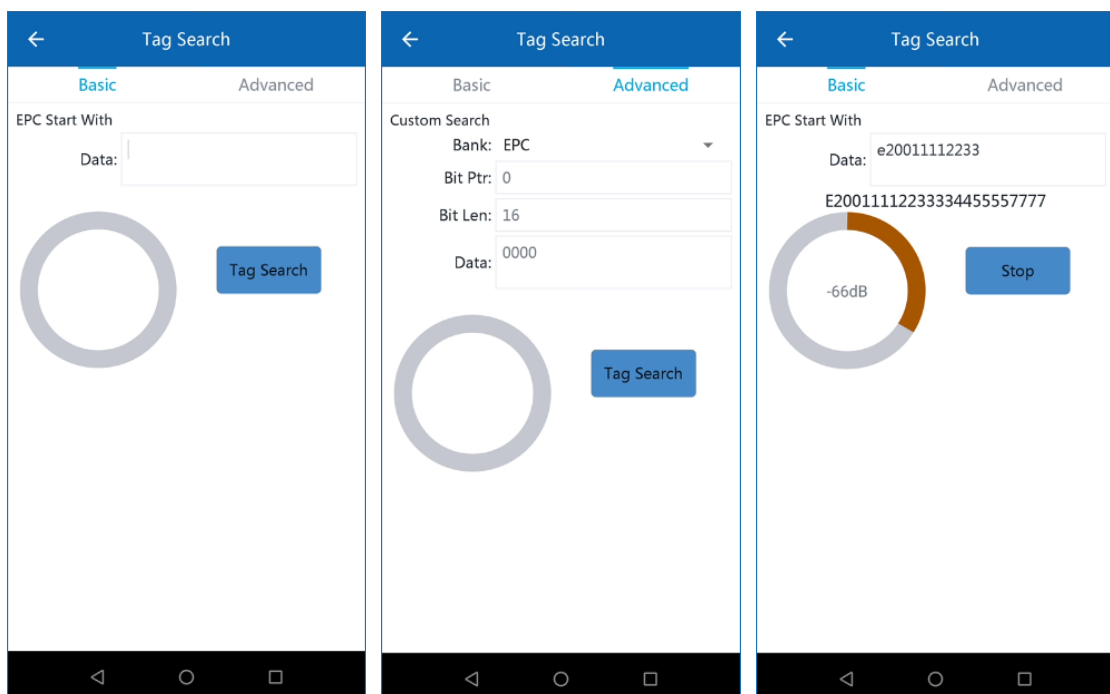 Tag Search
Basic Advanced
EPC Start With
Data:
Tag Search
Tag Search
Basic Advanced
Custom Search
Bank: EPC
Bit Ptr: 0
Bit Len: 16
Data: 0000
Tag Search
Tag Search
Basic Advanced
EPC Start With
Data: e20011112233
E20011112233334455557777
-66dB
Stop